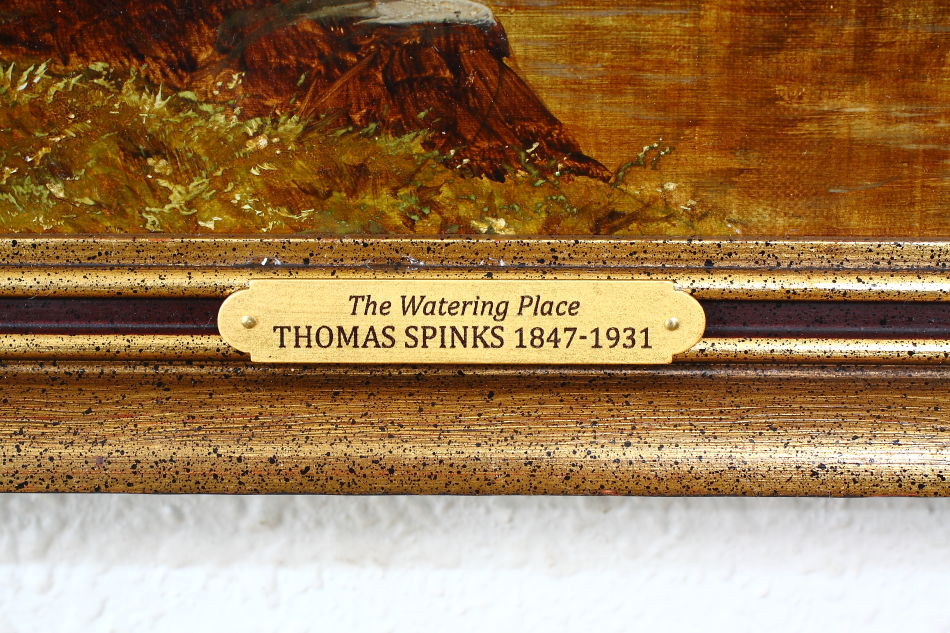 The Watering Place
THOMAS SPINKS 1847-1931